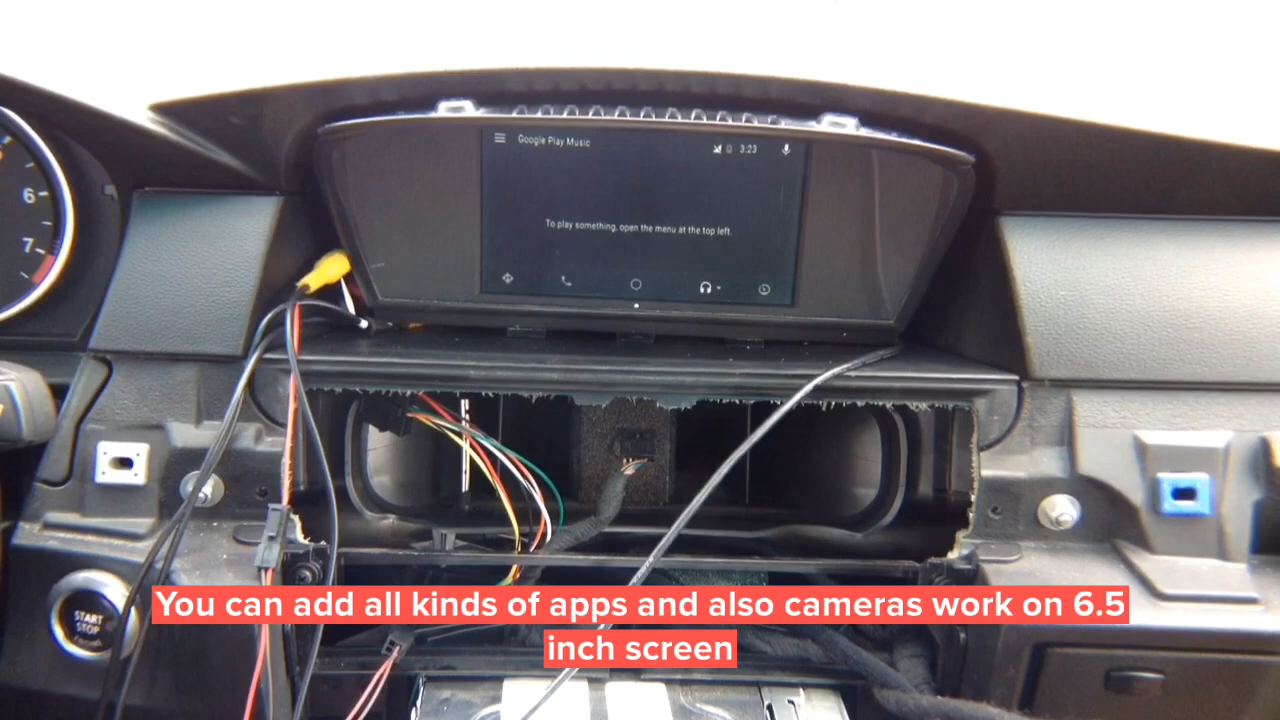 Google Play Music
3:23
To play something, open the menu at the top left.
6
7
START
STOP
You can add all kinds of apps and also cameras work on 6.5
inch screen